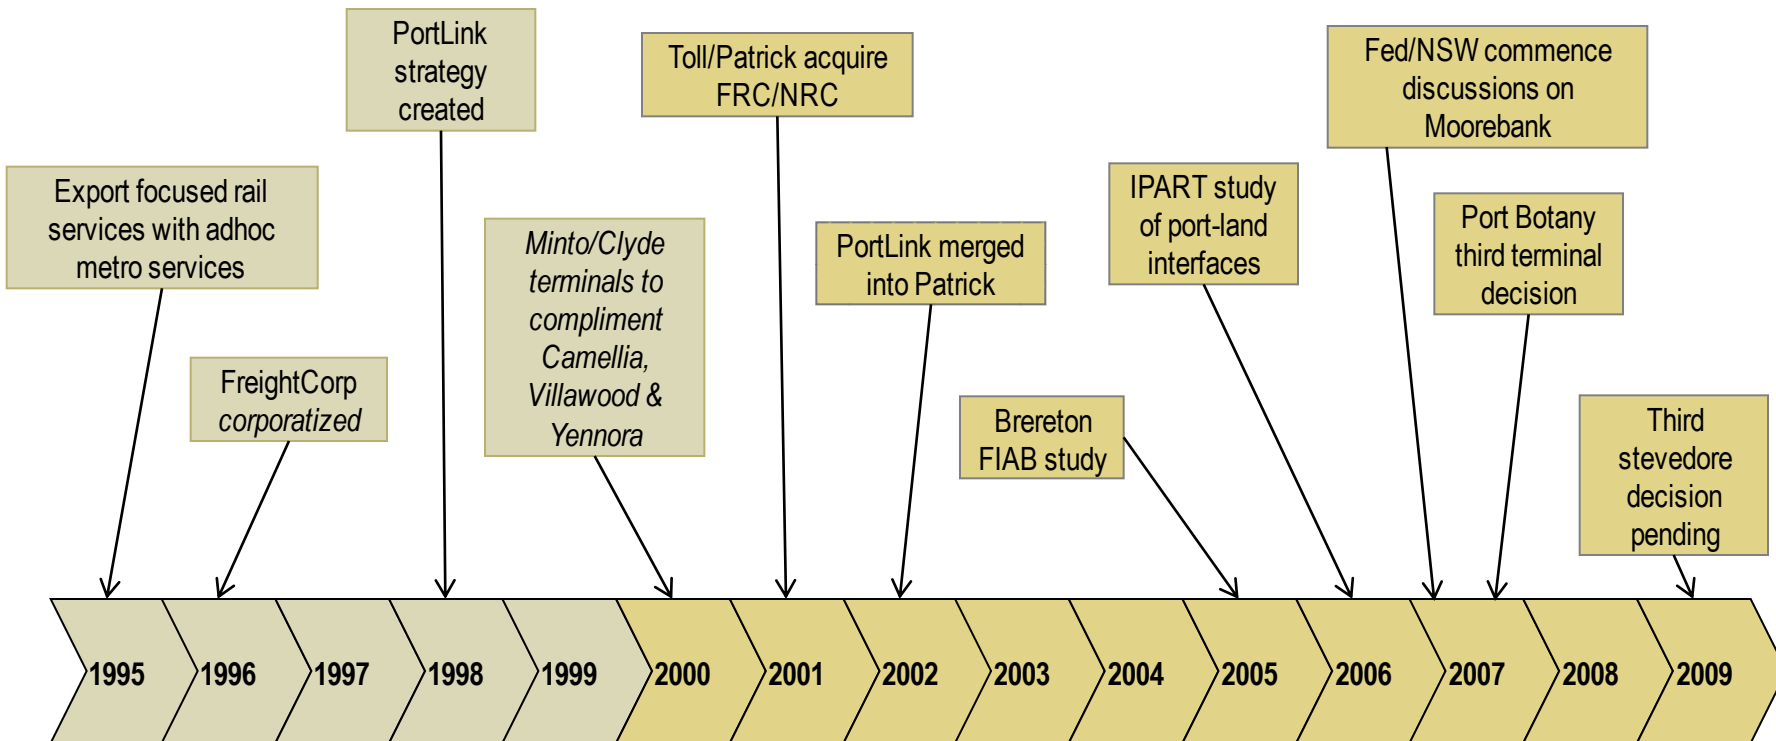 PortLink
strategy
created
Toll/Patrick acquire
FRC/NRC
Fed/NSW commence
discussions on
Moorebank
Export focused rail
services with adhoc
metro services
IPART study
of port-land
interfaces
Port Botany
third terminal
decision
Minto/Clyde
terminals to
compliment
Camellia,
Villawood &
Yennora
PortLink merged
into Patrick
FreightCorp
corporatized
Brereton
FIAB study
Third
stevedore
decision
pending
1995
1996
1997
1998
1999
2000
2001
2002
2003
2004
2005
2006
2007
2008
2009